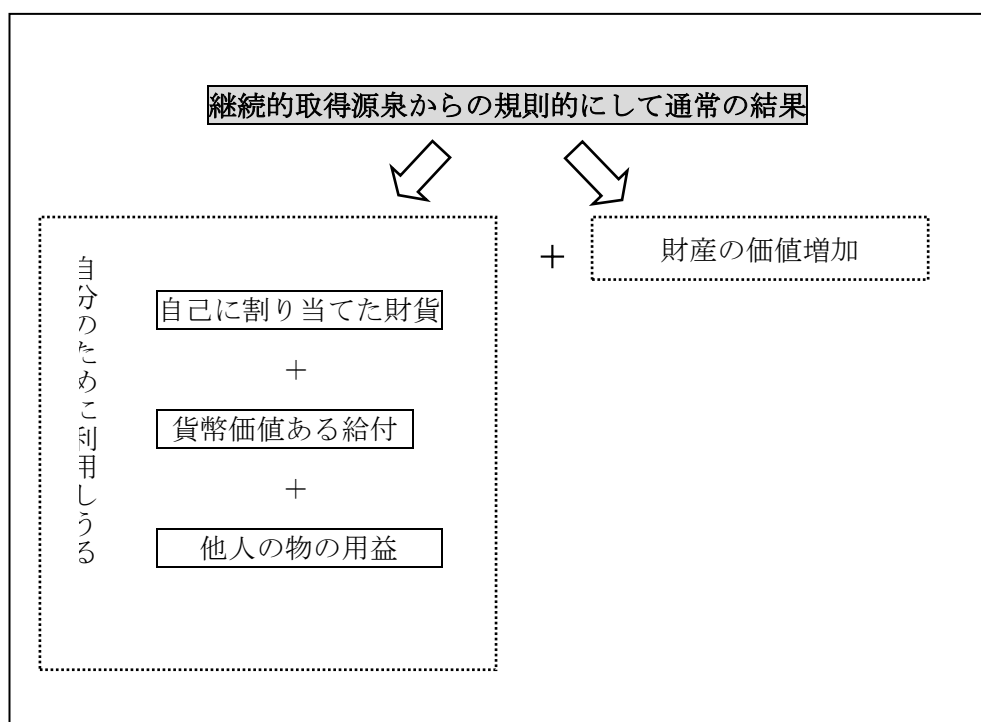 継続的取得源泉からの規則的にして通常の結果
自分のために利用しうる
自己に割り当てた財貨
＋
貨幣価値ある給付
＋
他人の物の用益
＋
財産の価値増加